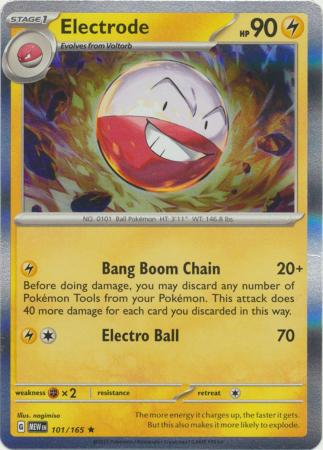 STAGE 1
Electrode
HP 90
Evolves from Voltorb
NO. 0101 Ball Pokémon HT: 3'11" WT: 146.8 lbs
Bang Boom Chain 20+
Before doing damage, you may discard any number of
Pokémon Tools from your Pokémon. This attack does
40 more damage for each card you discarded in this way.
Electro Ball 70
weakness ×2 resistance retreat
Illus. nagimiso
G MEW EN 101/165 ★
The more energy it charges up, the faster it gets.
But this also makes it more likely to explode.